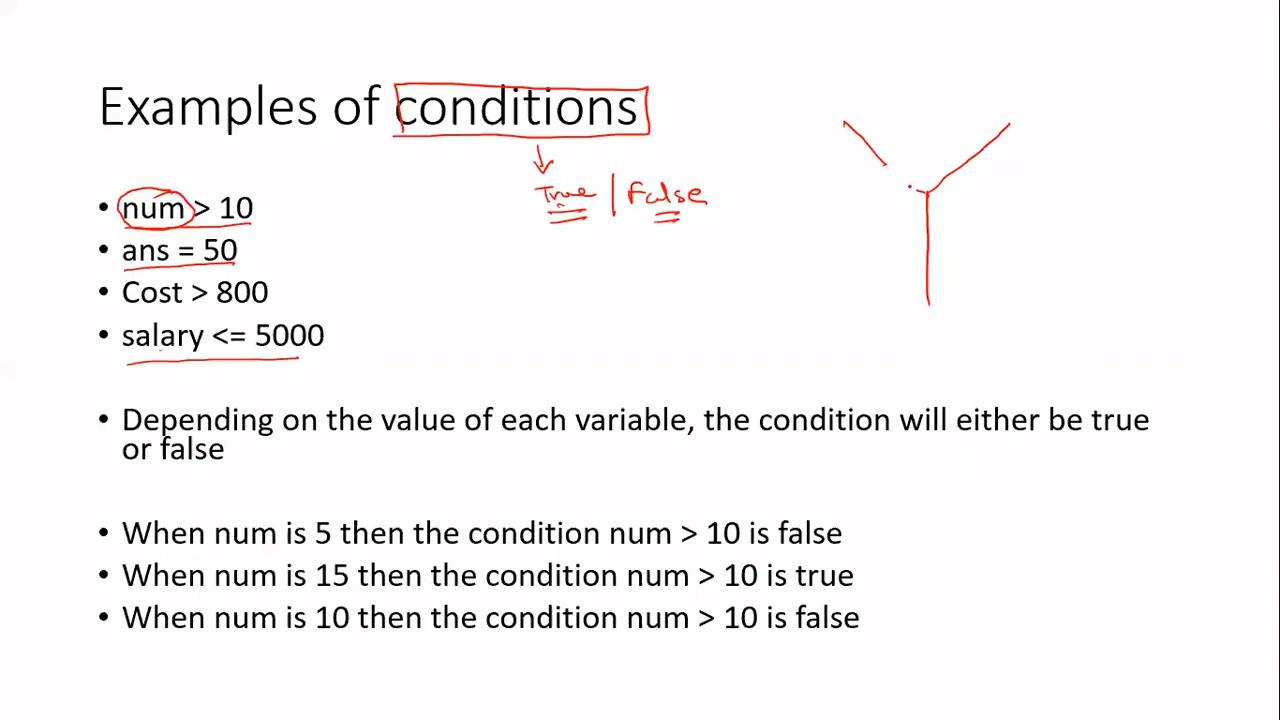 Examples of conditions
True | False
• num > 10
• ans = 50
• Cost > 800
• salary <= 5000
• Depending on the value of each variable, the condition will either be true
or false
• When num is 5 then the condition num > 10 is false
• When num is 15 then the condition num > 10 is true
• When num is 10 then the condition num > 10 is false